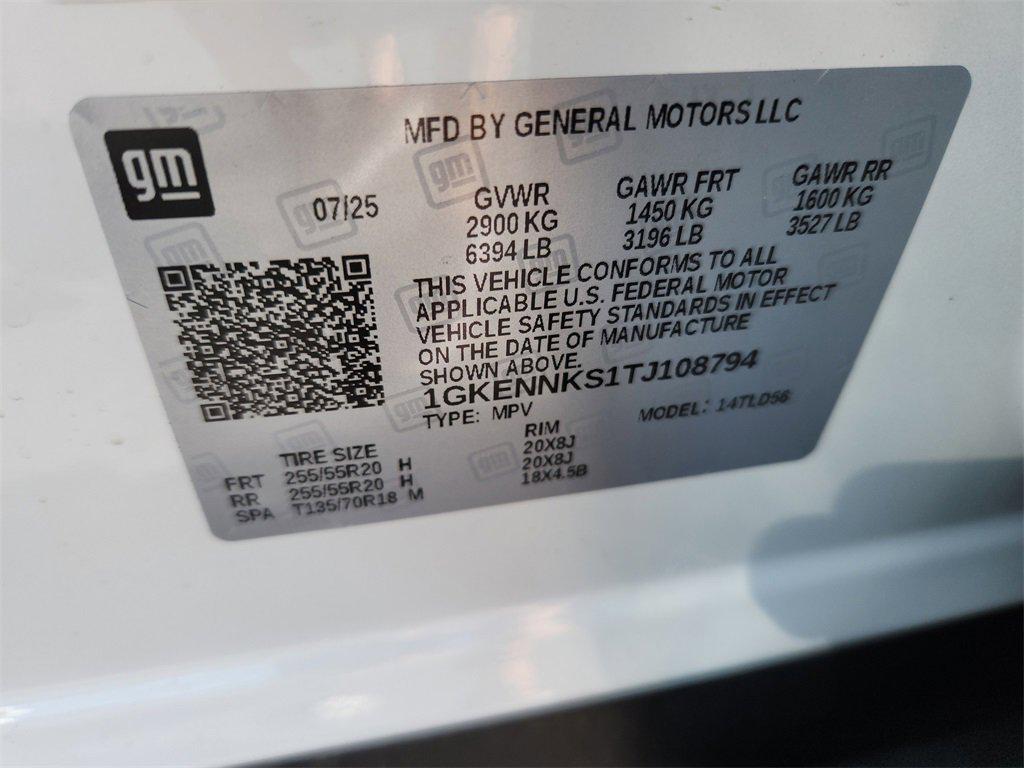 MFD BY GENERAL MOTORS LLC
gm
07/25
GVWR GAWR FRT GAWR RR
2900 KG 1450 KG 1600 KG
6394 LB 3196 LB 3527 LB
THIS VEHICLE CONFORMS TO ALL
APPLICABLE U.S. FEDERAL MOTOR
VEHICLE SAFETY STANDARDS IN EFFECT
ON THE DATE OF MANUFACTURE
SHOWN ABOVE.
1GKENNKS1TJ108794
TYPE: MPV MODEL: 14TLD56
TIRE SIZE RIM
FRT 255/55R20 H 20X8J
RR 255/55R20 H 20X8J
SPA T135/70R18 M 18X4.5B